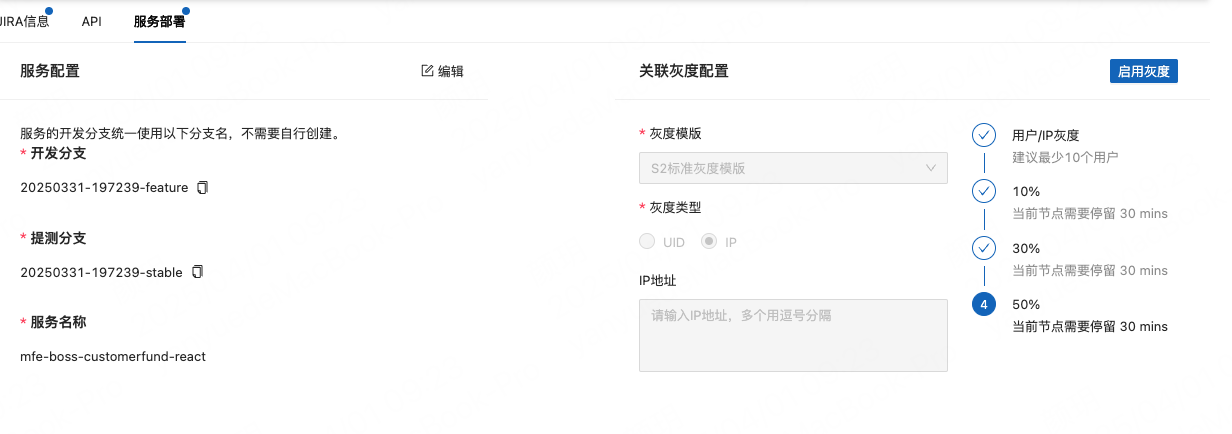 JIRA信息
API
服务部署
服务配置
编辑
服务的开发分支统一使用以下分支名，不需要自行创建。
* 开发分支
20250331-197239-feature
* 提测分支
20250331-197239-stable
* 服务名称
mfe-boss-customerfund-react
关联灰度配置
启用灰度
* 灰度模版
S2标准灰度模版
* 灰度类型
UID
IP
IP地址
请输入IP地址，多个用逗号分隔
用户/IP灰度
建议最少10个用户
10%
当前节点需要停留 30 mins
30%
当前节点需要停留 30 mins
4
50%
当前节点需要停留 30 mins